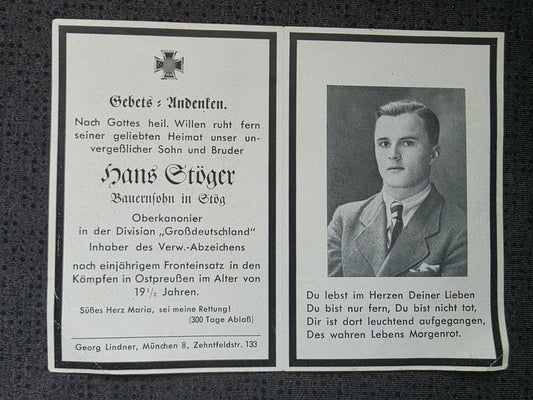 Gebets-Andenken.
Nach Gottes heil. Willen ruht fern
seiner geliebten Heimat unser un-
vergeßlicher Sohn und Bruder
Hans Stöger
Bauernsohn in Stög
Oberkanonier
in der Division „Großdeutschland"
Inhaber des Verw.-Abzeichens
nach einjährigem Fronteinsatz in den
Kämpfen in Ostpreußen im Alter von
19 1/2 Jahren.
Süßes Herz Maria, sei meine Rettung!
(300 Tage Ablaß)
Georg Lindner, München 8, Zehntfeldstr. 133
Du lebst im Herzen Deiner Lieben
Du bist nur fern, Du bist nicht tot,
Dir ist dort leuchtend aufgegangen,
Des wahren Lebens Morgenrot.